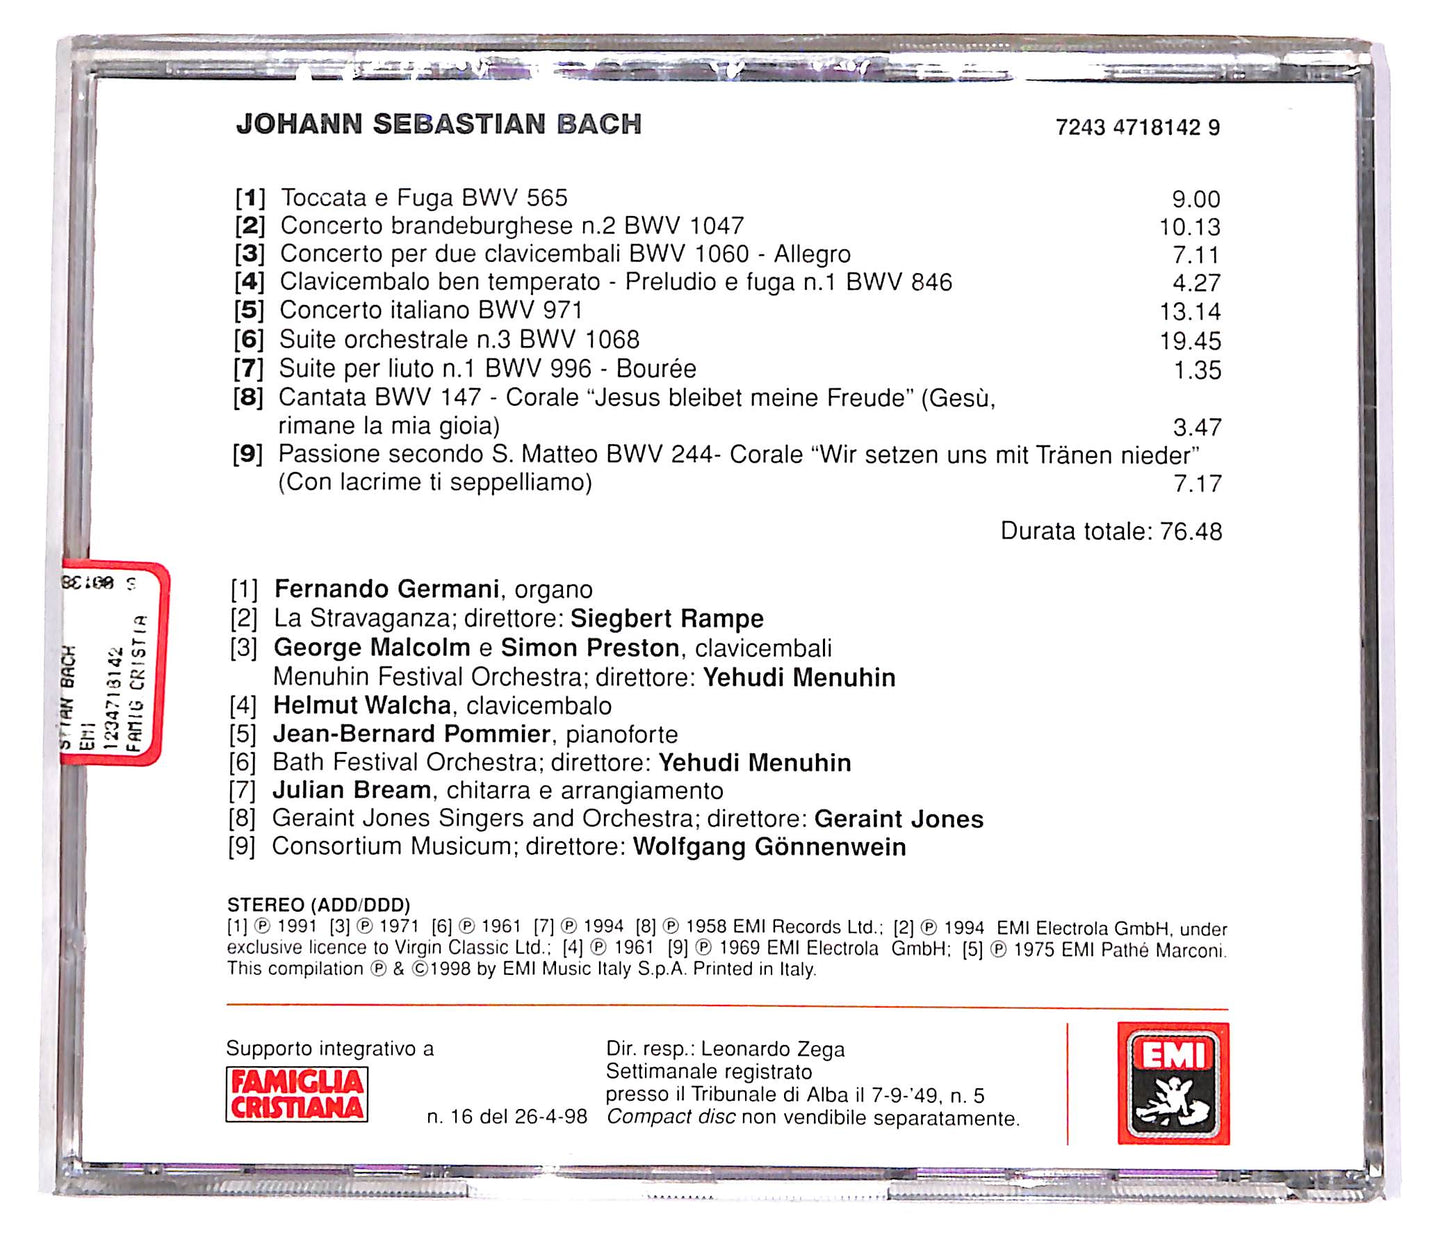 JOHANN SEBASTIAN BACH 7243 4718142 9
[1] Toccata e Fuga BWV 565 9.00
[2] Concerto brandeburghese n.2 BWV 1047 10.13
[3] Concerto per due clavicembali BWV 1060 - Allegro 7.11
[4] Clavicembalo ben temperato - Preludio e fuga n.1 BWV 846 4.27
[5] Concerto italiano BWV 971 13.14
[6] Suite orchestrale n.3 BWV 1068 19.45
[7] Suite per liuto n.1 BWV 996 - Bourée 1.35
[8] Cantata BWV 147 - Corale “Jesus bleibet meine Freude” (Gesù,
rimane la mia gioia) 3.47
[9] Passione secondo S. Matteo BWV 244- Corale “Wir setzen uns mit Tränen nieder”
(Con lacrime ti seppelliamo) 7.17
Durata totale: 76.48
[1] Fernando Germani, organo
[2] La Stravaganza; direttore: Siegbert Rampe
[3] George Malcolm e Simon Preston, clavicembali
Menuhin Festival Orchestra; direttore: Yehudi Menuhin
[4] Helmut Walcha, clavicembalo
[5] Jean-Bernard Pommier, pianoforte
[6] Bath Festival Orchestra; direttore: Yehudi Menuhin
[7] Julian Bream, chitarra e arrangiamento
[8] Geraint Jones Singers and Orchestra; direttore: Geraint Jones
[9] Consortium Musicum; direttore: Wolfgang Gönnenwein
STEREO (ADD/DDD)
[1] ℗ 1991 [3] ℗ 1971 [6] ℗ 1961 [7] ℗ 1994 [8] ℗ 1958 EMI Records Ltd.; [2] ℗ 1994 EMI Electrola GmbH, under
exclusive licence to Virgin Classic Ltd.; [4] ℗ 1961 [9] ℗ 1969 EMI Electrola GmbH; [5] ℗ 1975 EMI Pathé Marconi.
This compilation ℗ & ©1998 by EMI Music Italy S.p.A. Printed in Italy.
Supporto integrativo a
FAMIGLIA
CRISTIANA
n. 16 del 26-4-98
Dir. resp.: Leonardo Zega
Settimanale registrato
presso il Tribunale di Alba il 7-9-'49, n. 5
Compact disc non vendibile separatamente.
EMI
BACH
EMI
1234718142
FAMIG CRISTIA